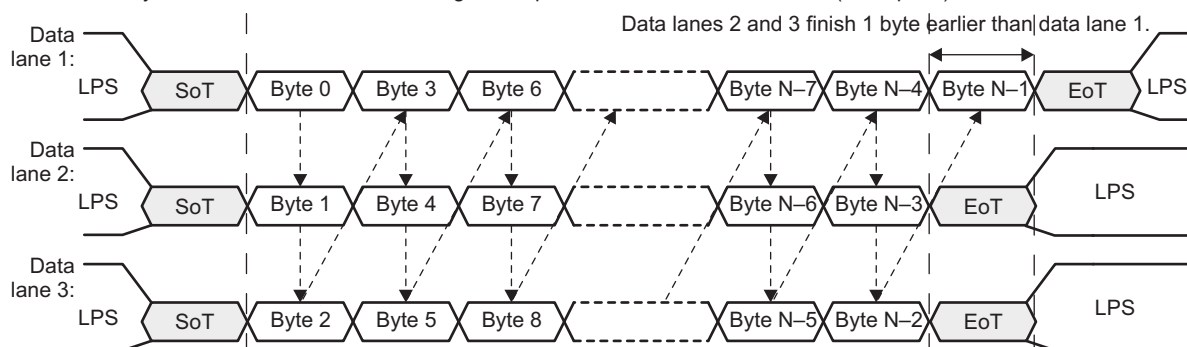 Data lanes 2 and 3 finish 1 byte earlier than data lane 1.
Data
lane 1:
LPS
SoT
Byte 0
Byte 3
Byte 6
Byte N–7
Byte N–4
Byte N–1
EoT
LPS
Data
lane 2:
LPS
SoT
Byte 1
Byte 4
Byte 7
Byte N–6
Byte N–3
EoT
LPS
Data
lane 3:
LPS
SoT
Byte 2
Byte 5
Byte 8
Byte N–5
Byte N–2
EoT
LPS